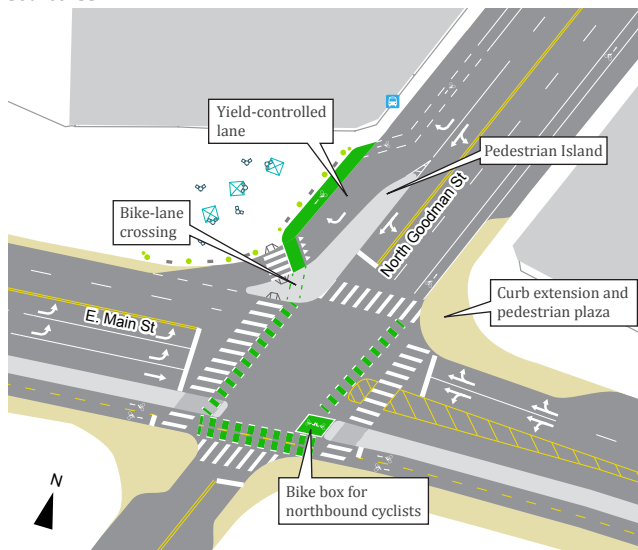 Yield-controlled
lane
Pedestrian Island
Bike-lane
crossing
North Goodman St
E. Main St
Curb extension and
pedestrian plaza
Bike box for
northbound cyclists
N